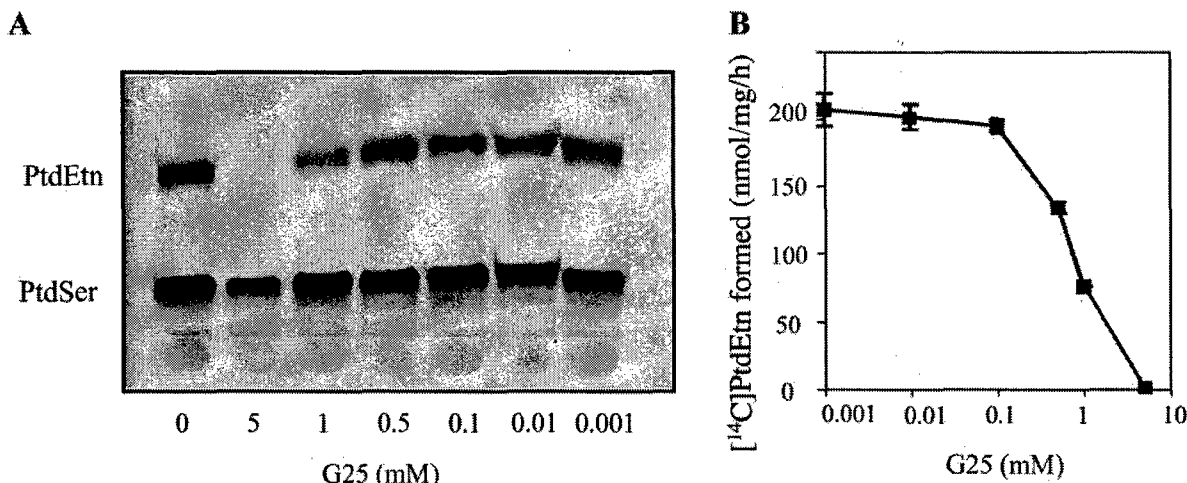 A
PtdEtn
PtdSer
0 5 1 0.5 0.1 0.01 0.001
G25 (mM)
B
[¹⁴C]PtdEtn formed (nmol/mg/h)
200
150
100
50
0
0.001 0.01 0.1 1 10
G25 (mM)